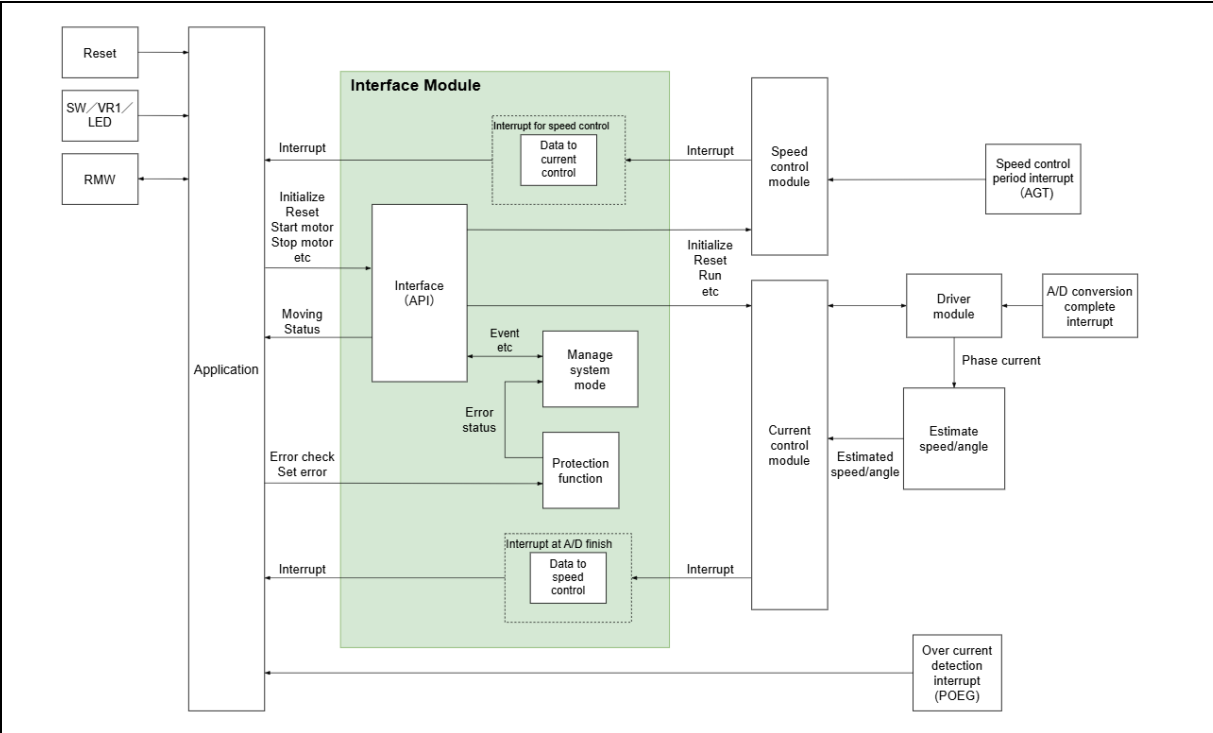 Reset
SW／VR1／
LED
RMW
Application
Interface Module
Interrupt for speed control
Data to
current
control
Interrupt
Interrupt
Speed
control
module
Speed control
period interrupt
(AGT)
Initialize
Reset
Start motor
Stop motor
etc
Interface
(API)
Initialize
Reset
Run
etc
Moving
Status
Event
etc
Manage
system
mode
Error
status
Error check
Set error
Protection
function
Driver
module
A/D conversion
complete
interrupt
Phase current
Current
control
module
Estimated
speed/angle
Estimate
speed/angle
Interrupt at A/D finish
Data to
speed
control
Interrupt
Interrupt
Over current
detection
interrupt
(POEG)